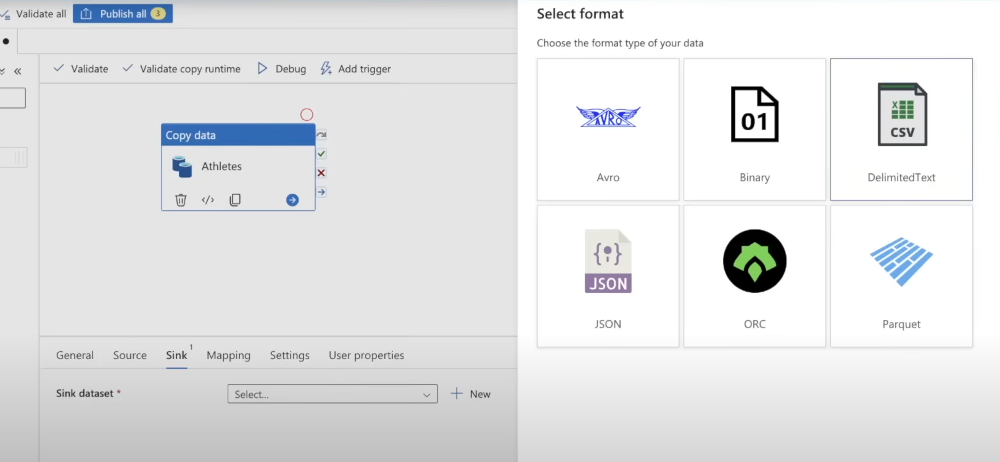 Validate all
Publish all 3
Validate
Validate copy runtime
Debug
Add trigger
Copy data
Athletes
</>
General
Source
Sink 1
Mapping
Settings
User properties
Sink dataset *
Select...
New
Select format
Choose the format type of your data
AVRO
Avro
01
Binary
X
CSV
DelimitedText
{ }
JSON
JSON
ORC
Parquet